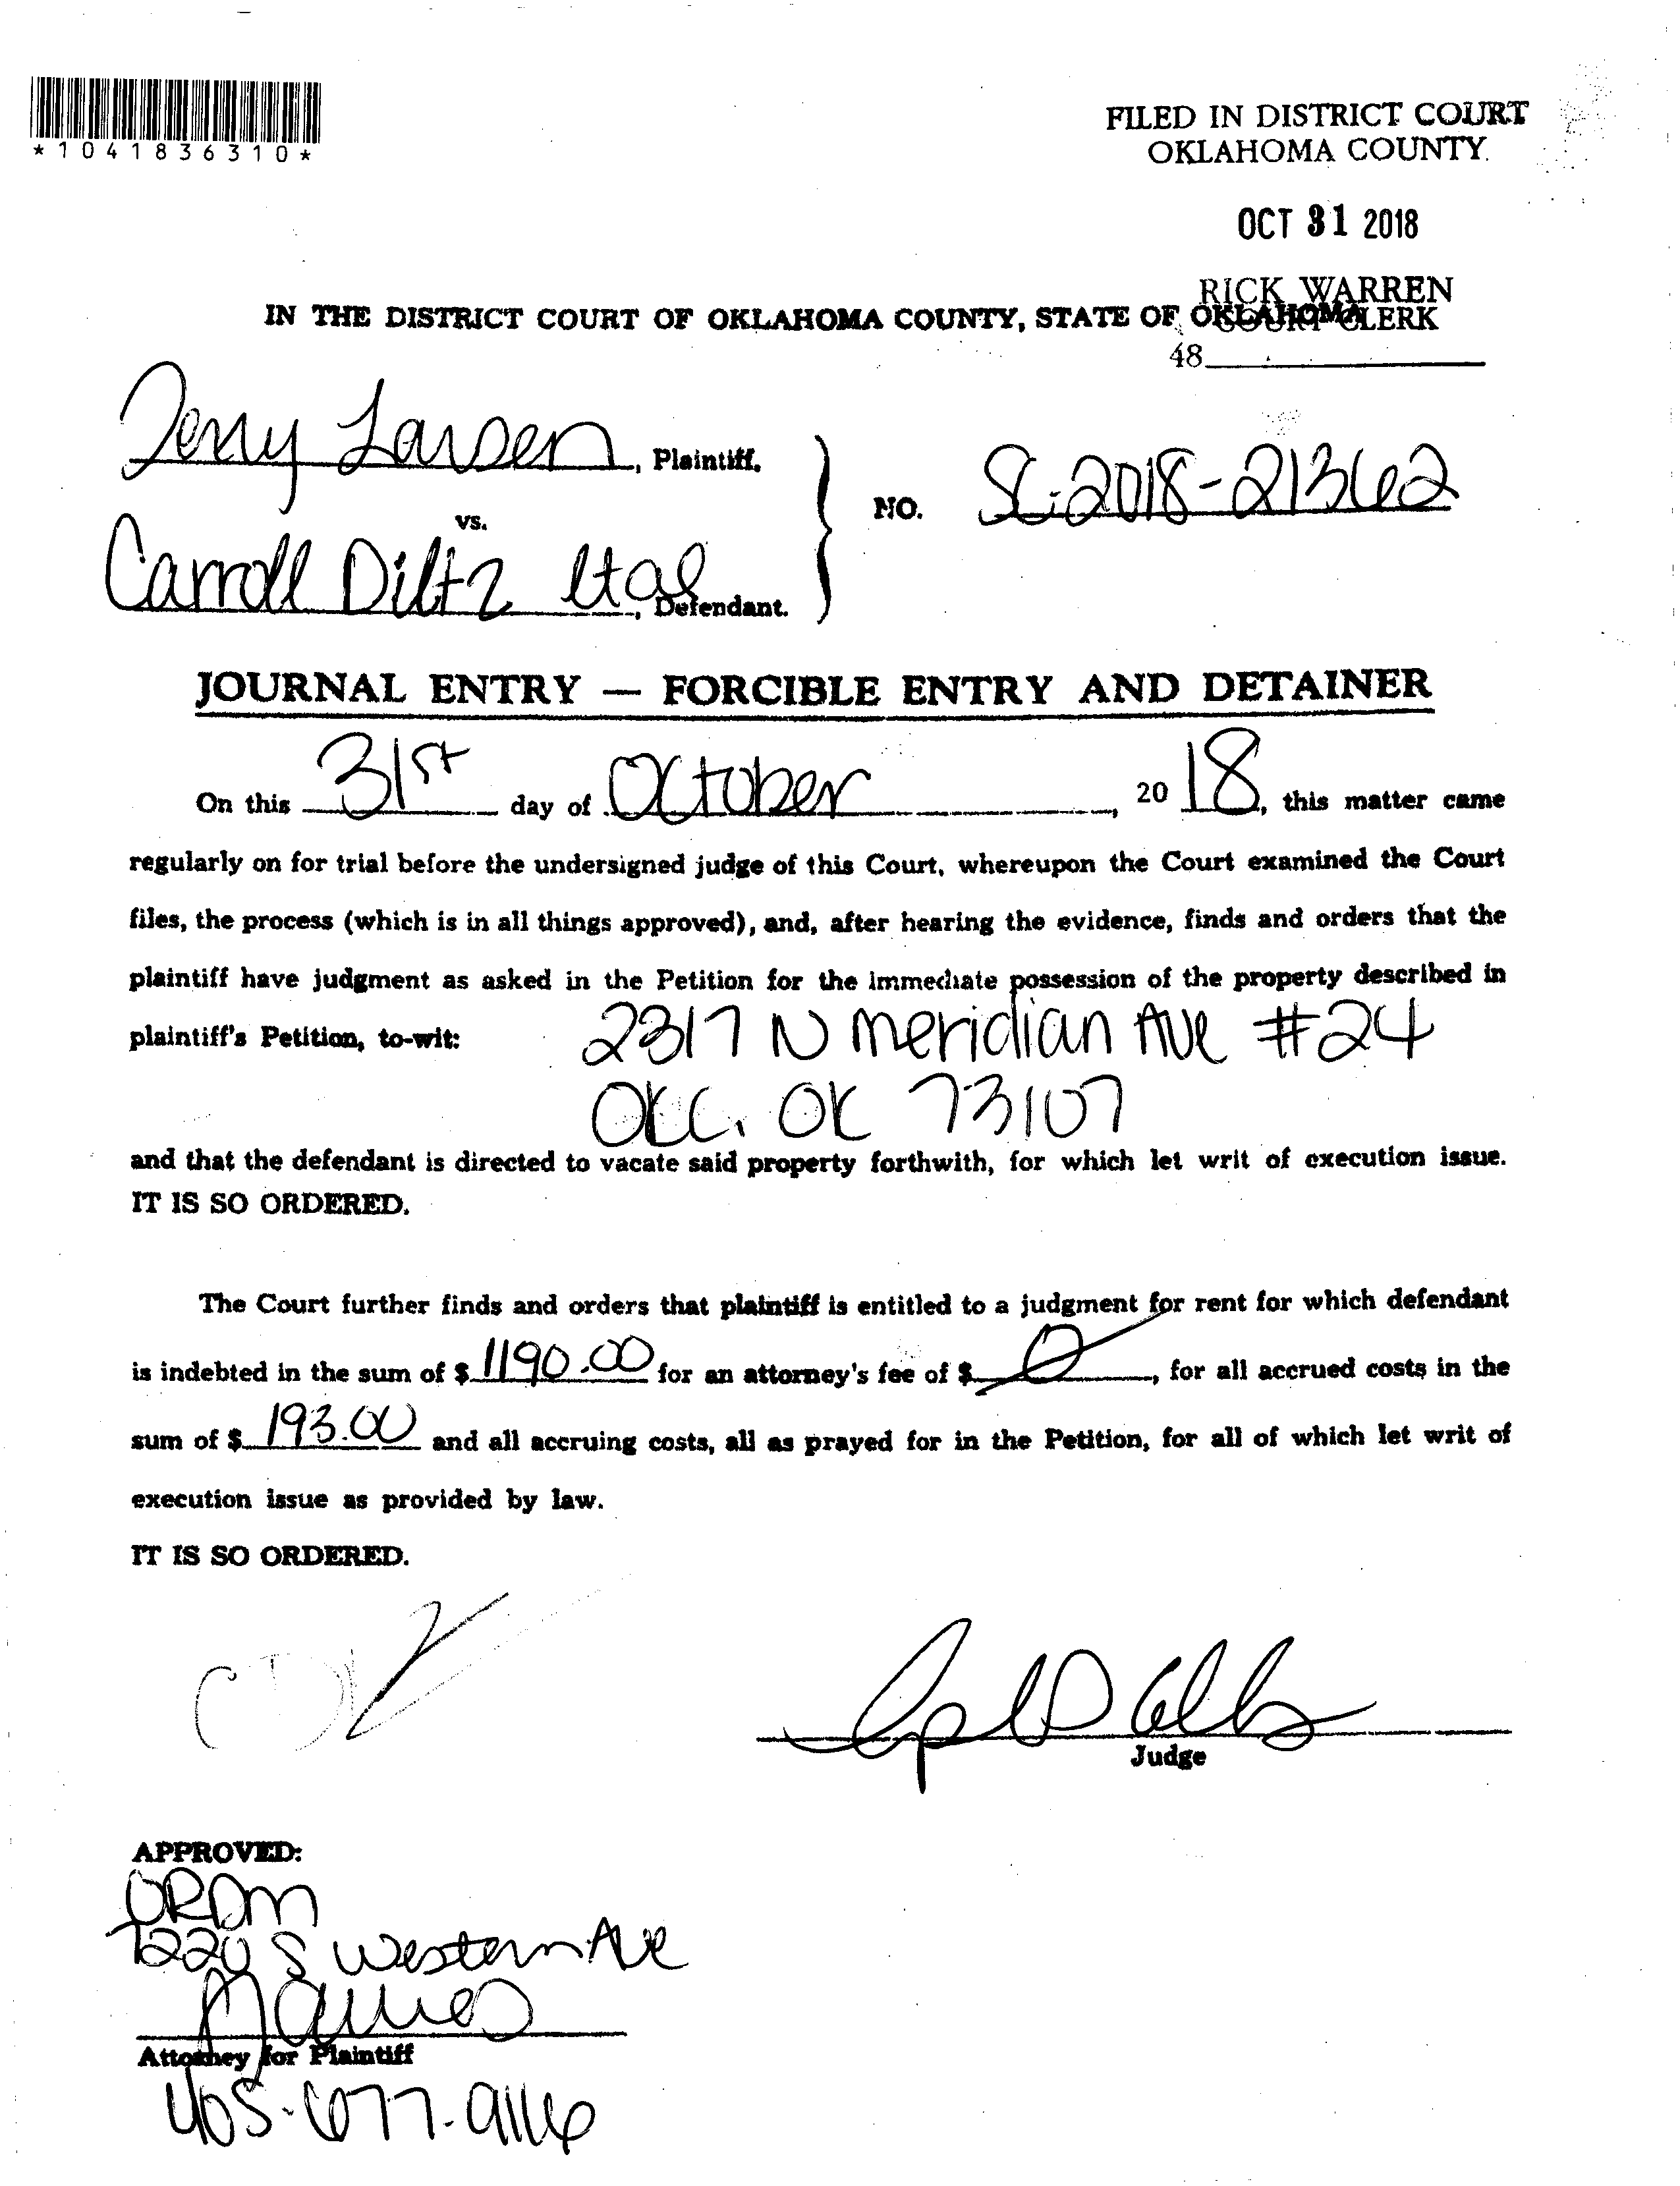 *1041836310*
FILED IN DISTRICT COURT
OKLAHOMA COUNTY
OCT 31 2018
RICK WARREN
COURT CLERK
48
IN THE DISTRICT COURT OF OKLAHOMA COUNTY, STATE OF OKLAHOMA
Jerry Larsen, Plaintiff,
vs.
NO. SC-2018-21362
Carroll Diltz etal, Defendant.
JOURNAL ENTRY — FORCIBLE ENTRY AND DETAINER
On this 31st day of October, 20 18, this matter came
regularly on for trial before the undersigned judge of this Court, whereupon the Court examined the Court
files, the process (which is in all things approved), and, after hearing the evidence, finds and orders that the
plaintiff have judgment as asked in the Petition for the immediate possession of the property described in
plaintiff's Petition, to-wit: 2317 N Meridian Ave #24
OKC, OK 73107
and that the defendant is directed to vacate said property forthwith, for which let writ of execution issue.
IT IS SO ORDERED.
The Court further finds and orders that plaintiff is entitled to a judgment for rent for which defendant
is indebted in the sum of $ 1190.00 for an attorney's fee of $ 0, for all accrued costs in the
sum of $ 193.00 and all accruing costs, all as prayed for in the Petition, for all of which let writ of
execution issue as provided by law.
IT IS SO ORDERED.
Judge
APPROVED:
ORDM
7220 S Western Ave
Attorney for Plaintiff
405-677-9116